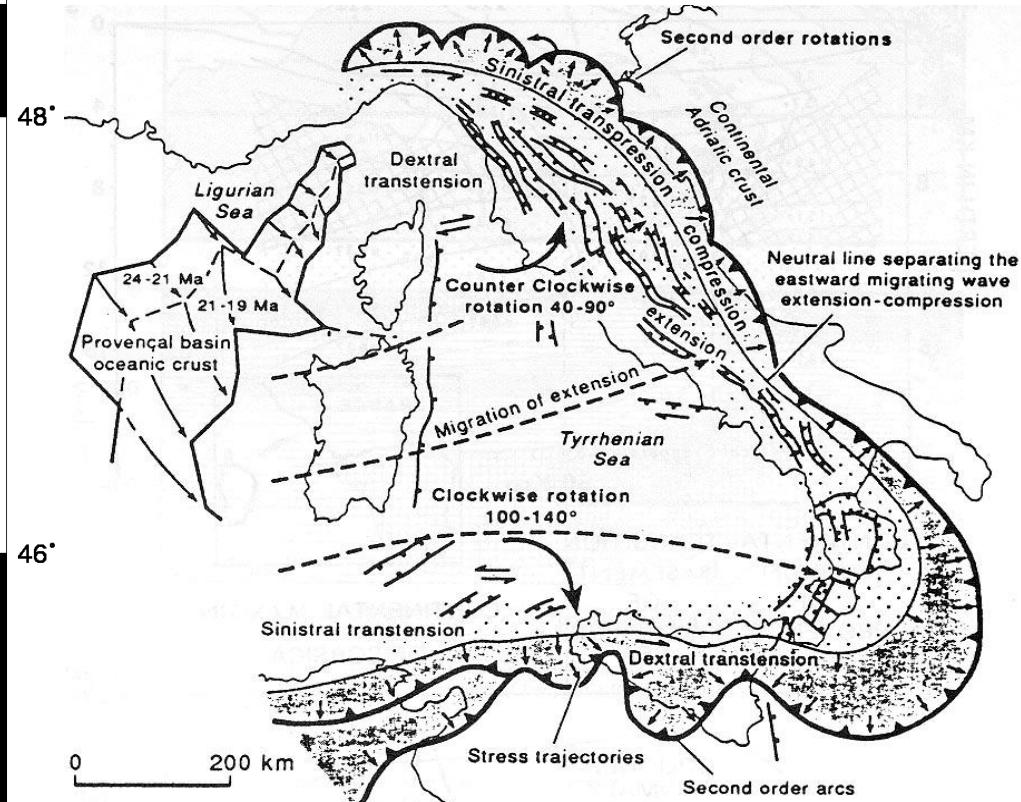 Second order rotations
48°
Sinistral transpression
compression
Continental
Adriatic crust
Dextral
transtension
Ligurian
Sea
Neutral line separating the
eastward migrating wave
extension-compression
24-21 Ma
21-19 Ma
Counter Clockwise
rotation 40-90°
Provençal basin
oceanic crust
extension
Migration of extension
Tyrrhenian
Sea
Clockwise rotation
100-140°
46°
Sinistral transtension
Dextral transtension
Stress trajectories
0 200 km
Second order arcs